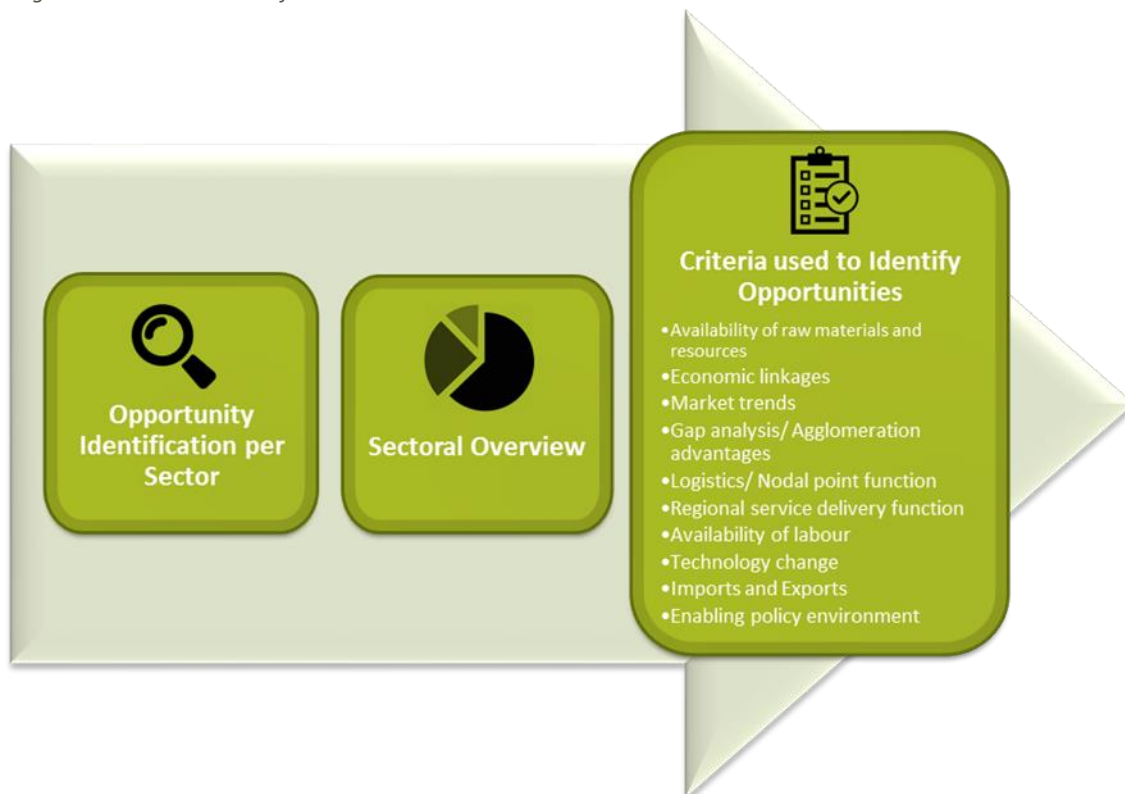 Opportunity
Identification per
Sector
Sectoral Overview
Criteria used to Identify
Opportunities
•Availability of raw materials and
resources
•Economic linkages
•Market trends
•Gap analysis/ Agglomeration
advantages
•Logistics/ Nodal point function
•Regional service delivery function
•Availability of labour
•Technology change
•Imports and Exports
•Enabling policy environment